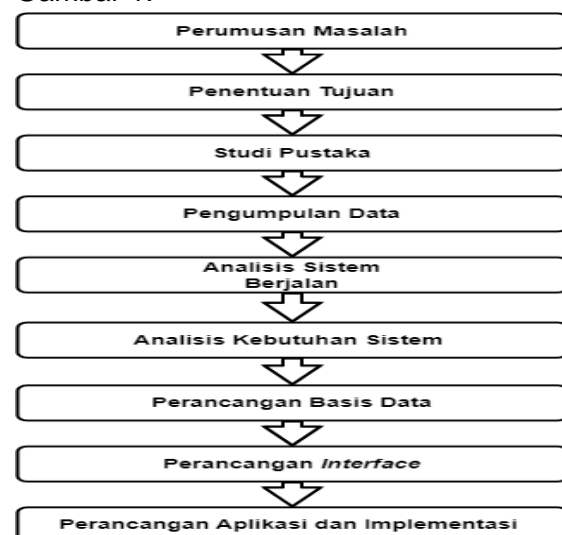 Gambar 1.
Perumusan Masalah
Penentuan Tujuan
Studi Pustaka
Pengumpulan Data
Analisis Sistem
Berjalan
Analisis Kebutuhan Sistem
Perancangan Basis Data
Perancangan Interface
Perancangan Aplikasi dan Implementasi